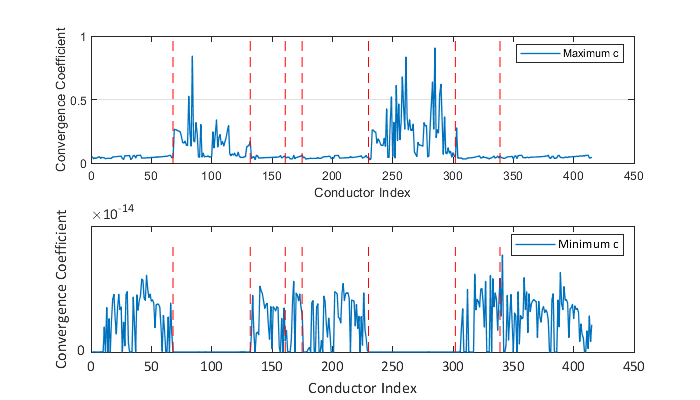 Convergence Coefficient
1
0.5
0
Maximum c
0 50 100 150 200 250 300 350 400 450
Conductor Index
×10⁻¹⁴
Convergence Coefficient
0
Minimum c
0 50 100 150 200 250 300 350 400 450
Conductor Index